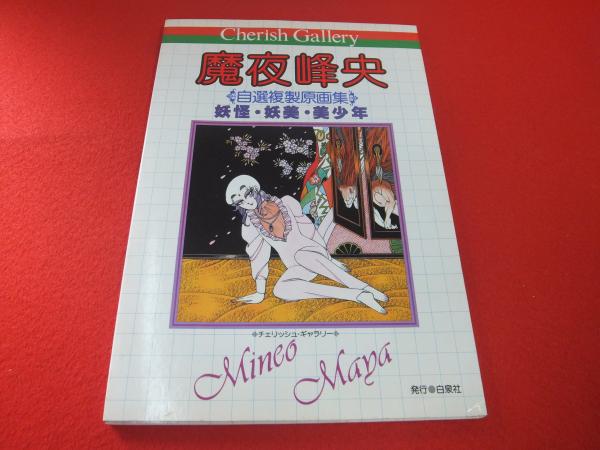 Cherish Gallery
魔夜峰央
自選複製原画集
妖怪・妖美・美少年
チェリッシュ・ギャラリー
Mineo
Maya
発行●白泉社